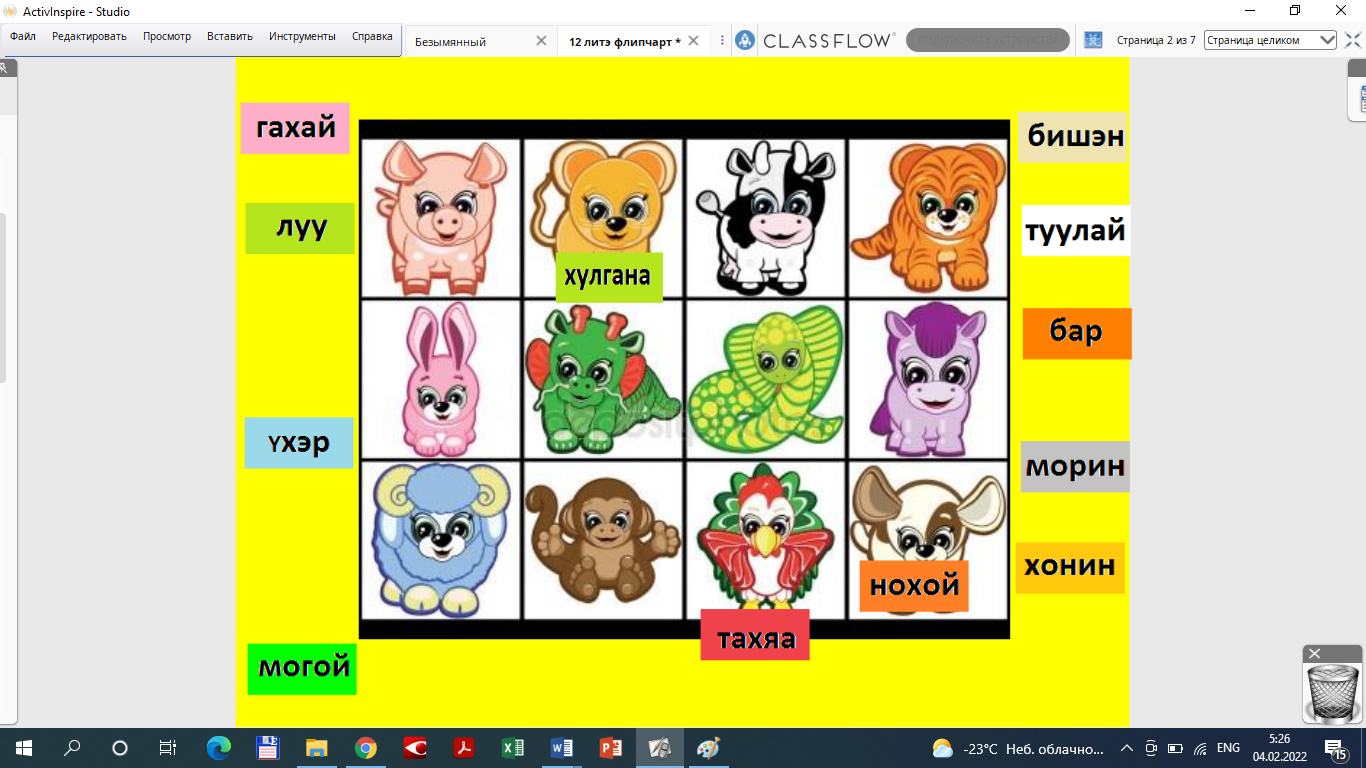 ActivInspire - Studio
Файл Редактировать Просмотр Вставить Инструменты Справка
Безымянный
12 литэ флипчарт *
CLASSFLOW
Страница 2 из 7
Страница целиком
гахай
бишэн
луу
туулай
хулгана
бар
үхэр
морин
хонин
нохой
тахяа
могой
-23°C Неб. облачно...
ENG
5:26
04.02.2022
15